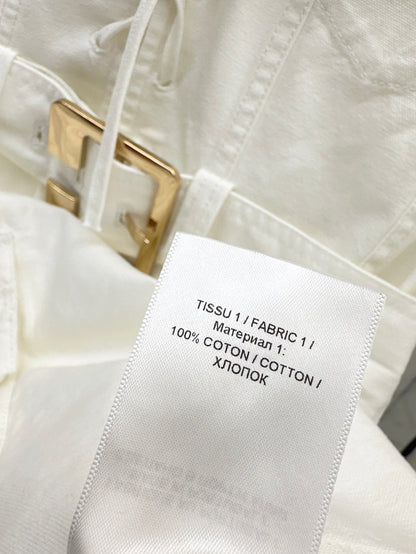 TISSU 1 / FABRIC 1 /
Материал 1:
100% COTON / COTTON /
ХЛОПОК